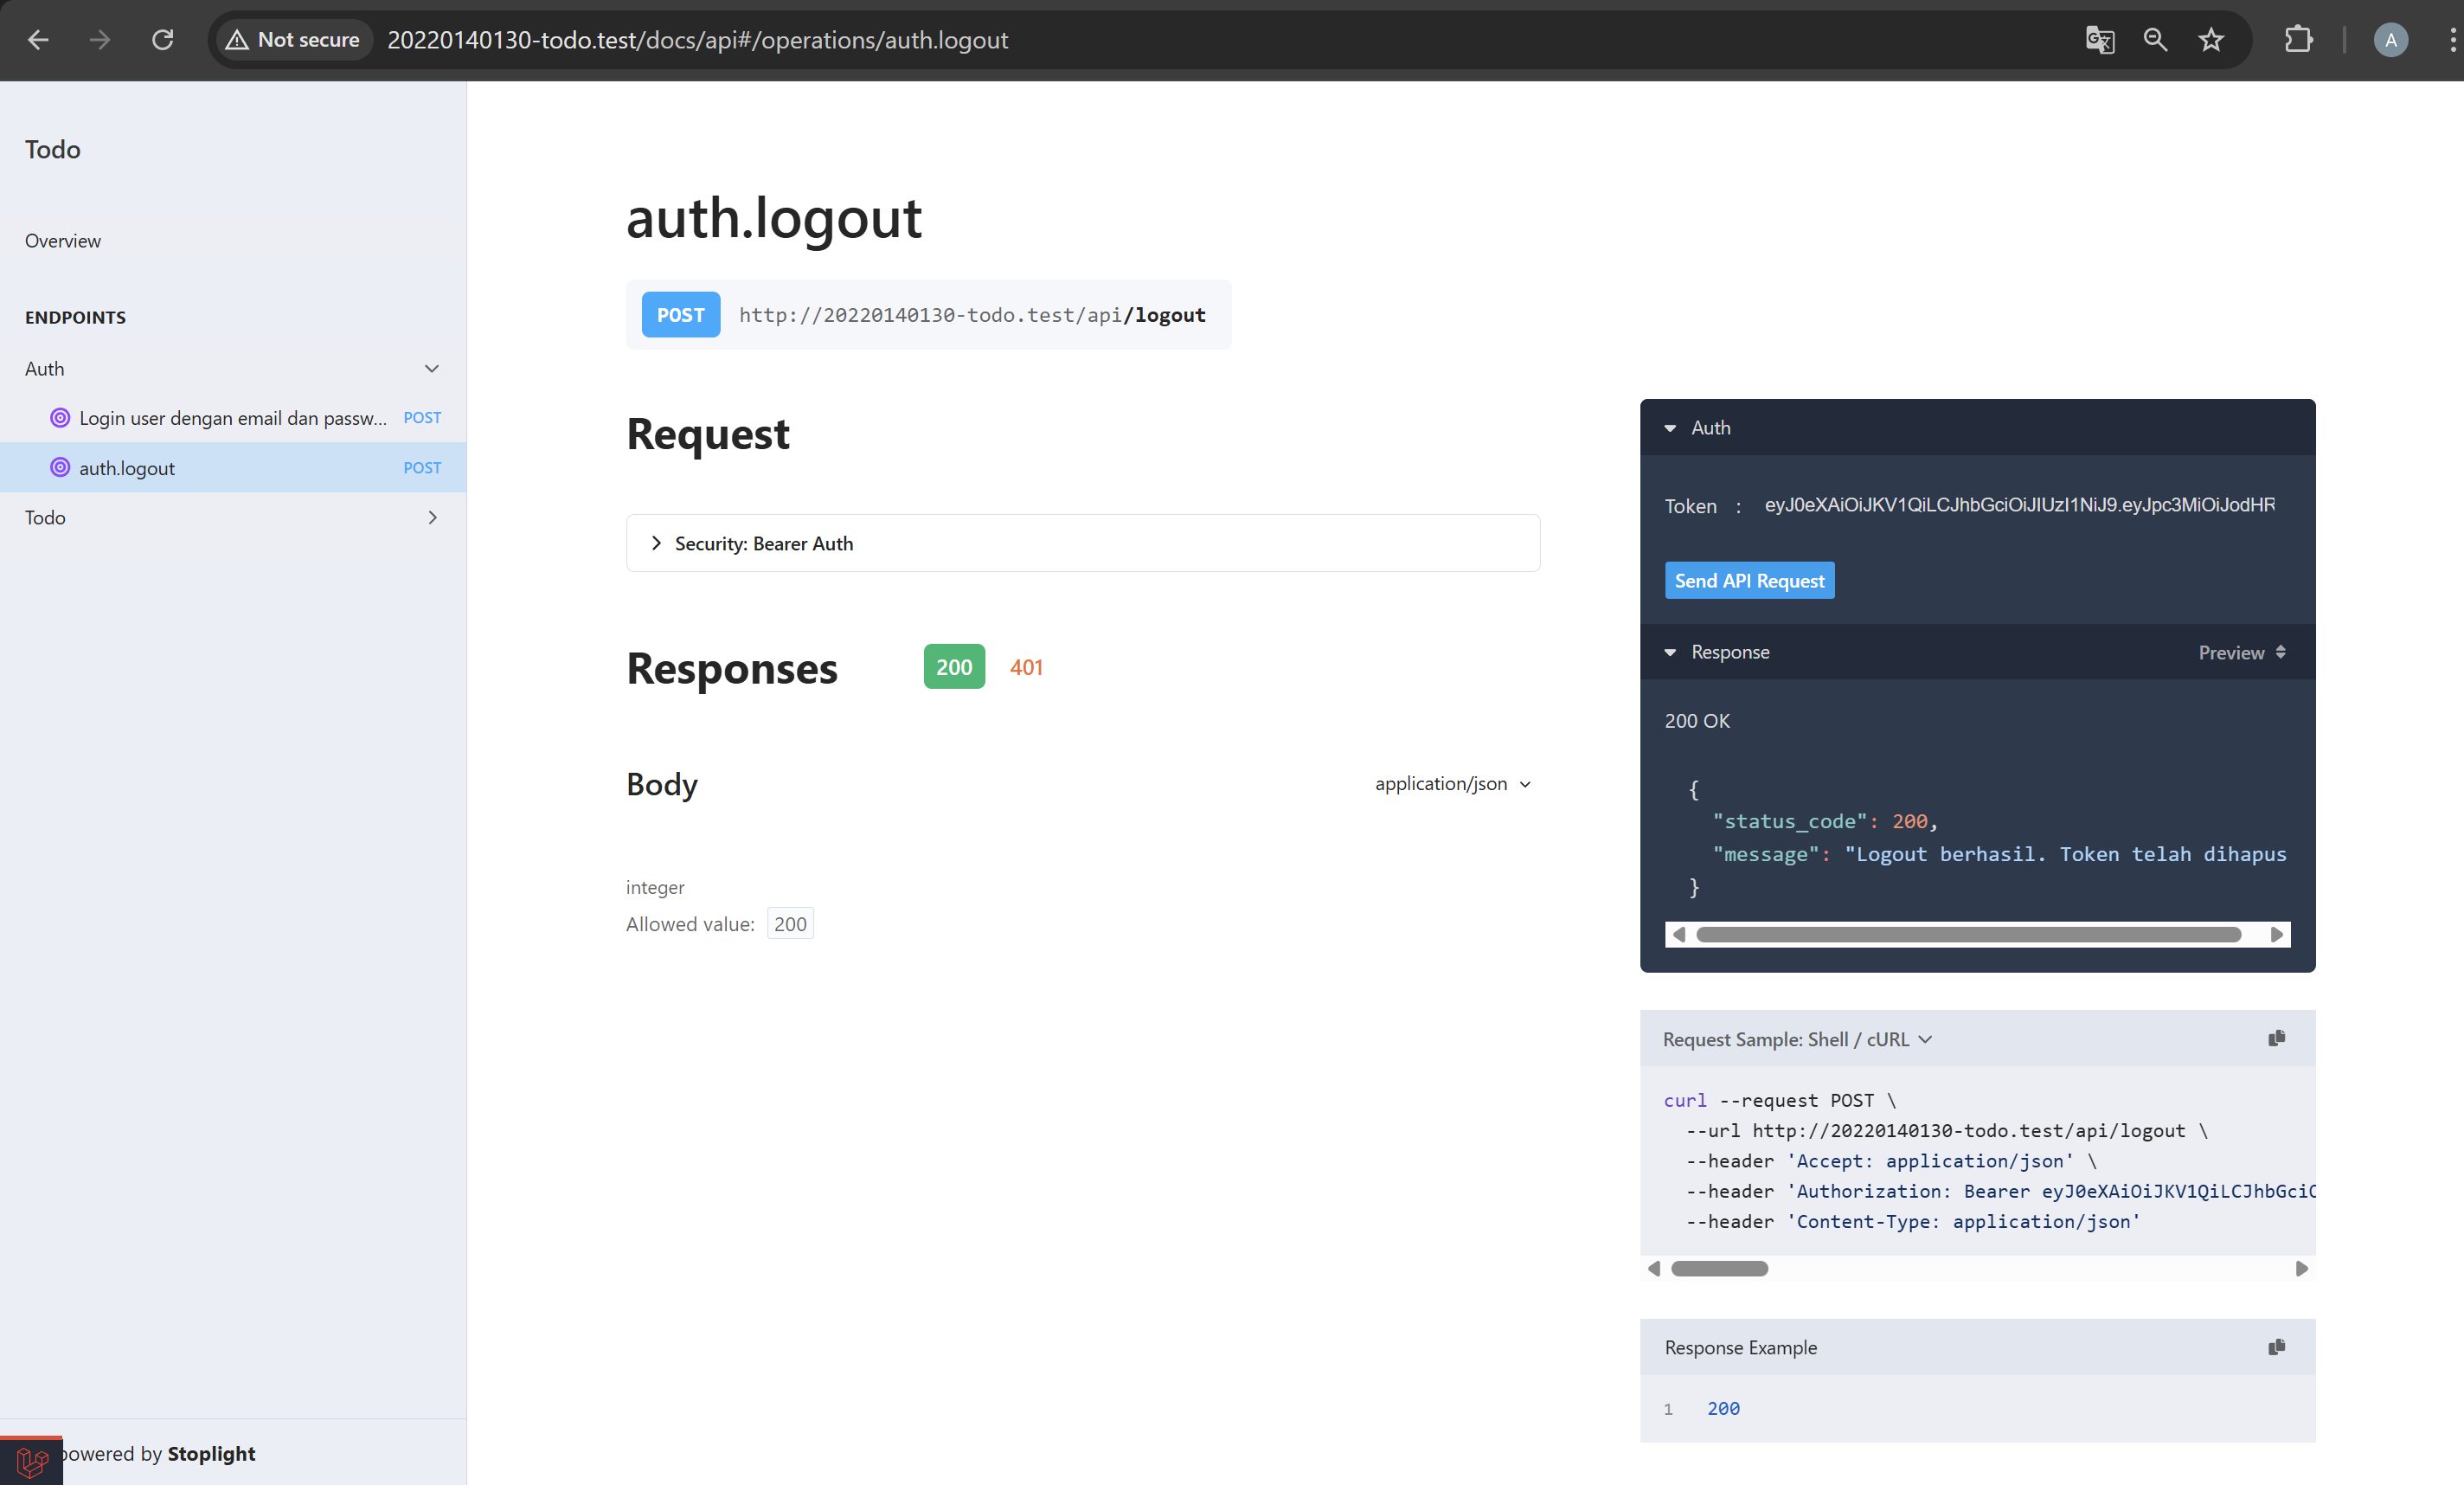 Not secure
20220140130-todo.test/docs/api#/operations/auth.logout
A
Todo
Overview
ENDPOINTS
Auth
Login user dengan email dan passw... POST
auth.logout POST
Todo
powered by Stoplight
auth.logout
POST http://20220140130-todo.test/api/logout
Request
Security: Bearer Auth
Responses 200 401
Body application/json
integer
Allowed value: 200
Auth
Token : eyJ0eXAiOiJKV1QiLCJhbGciOiJIUzI1NiJ9.eyJpc3MiOiJodHR
Send API Request
Response Preview
200 OK
{
"status_code": 200,
"message": "Logout berhasil. Token telah dihapus
}
Request Sample: Shell / cURL
curl --request POST \
--url http://20220140130-todo.test/api/logout \
--header 'Accept: application/json' \
--header 'Authorization: Bearer eyJ0eXAiOiJKV1QiLCJhbGciO
--header 'Content-Type: application/json'
Response Example
1 200